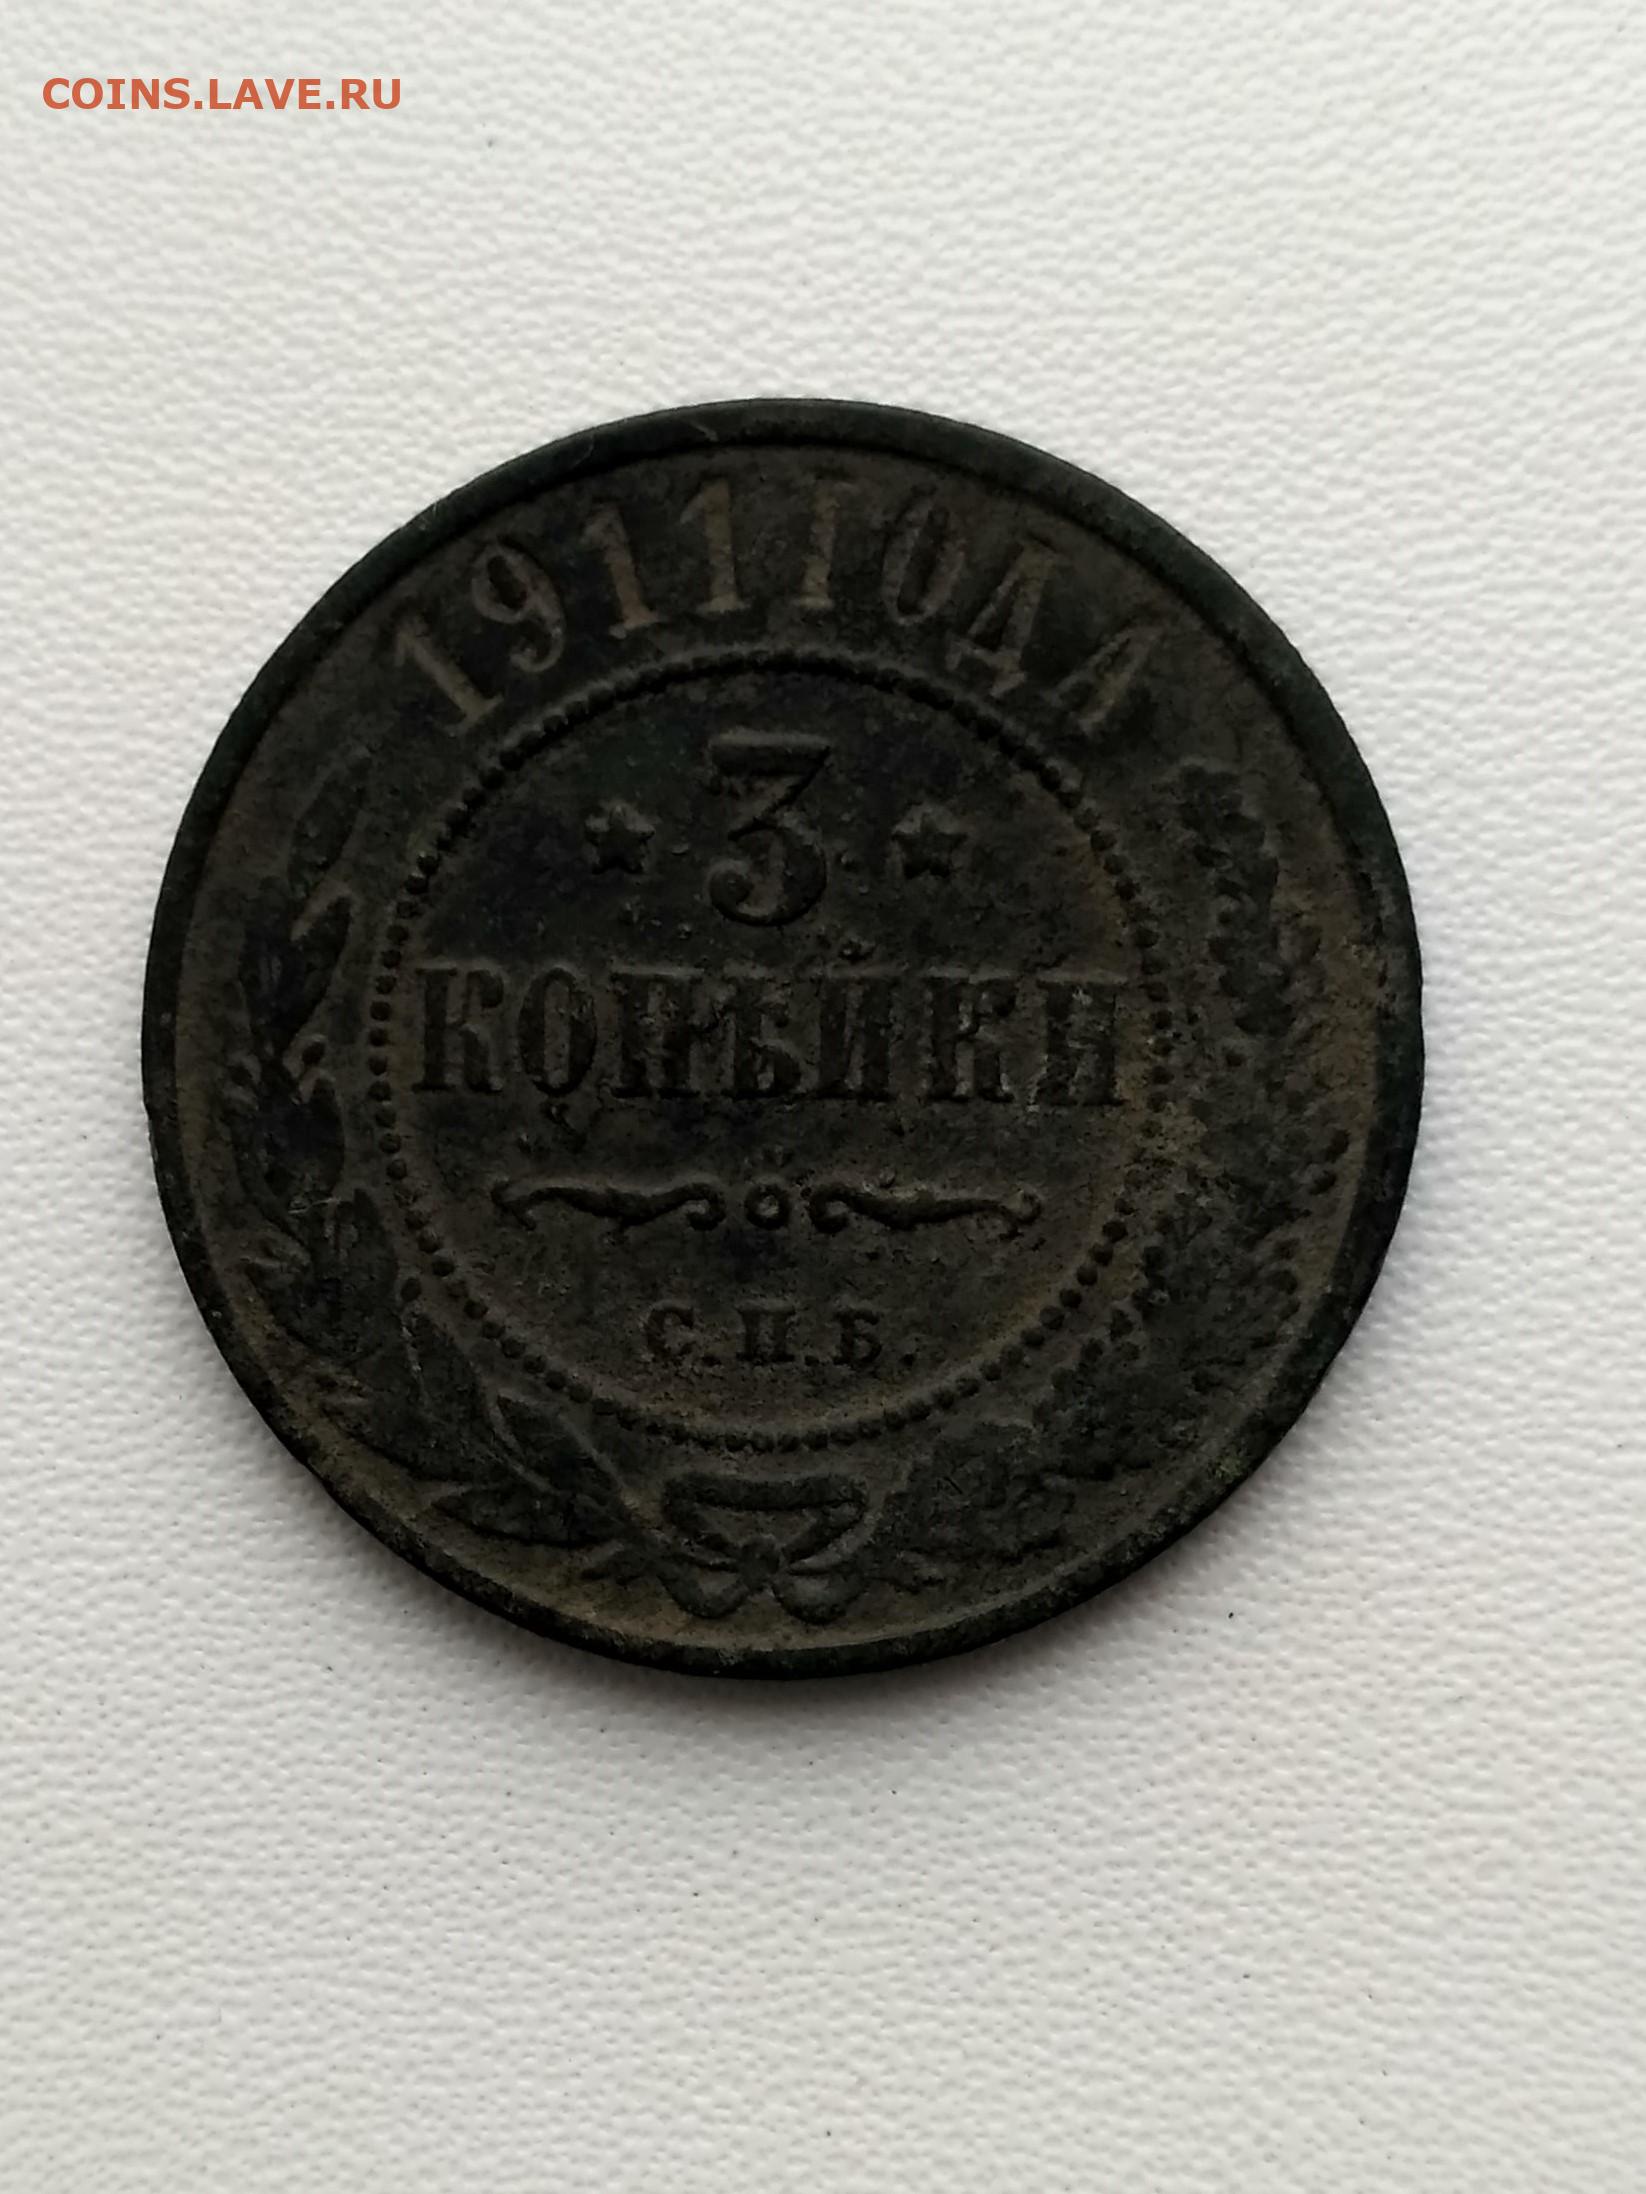 COINS.LAVE.RU
1911 ГОДА
3
КОПѢЙКИ
С.П.Б.